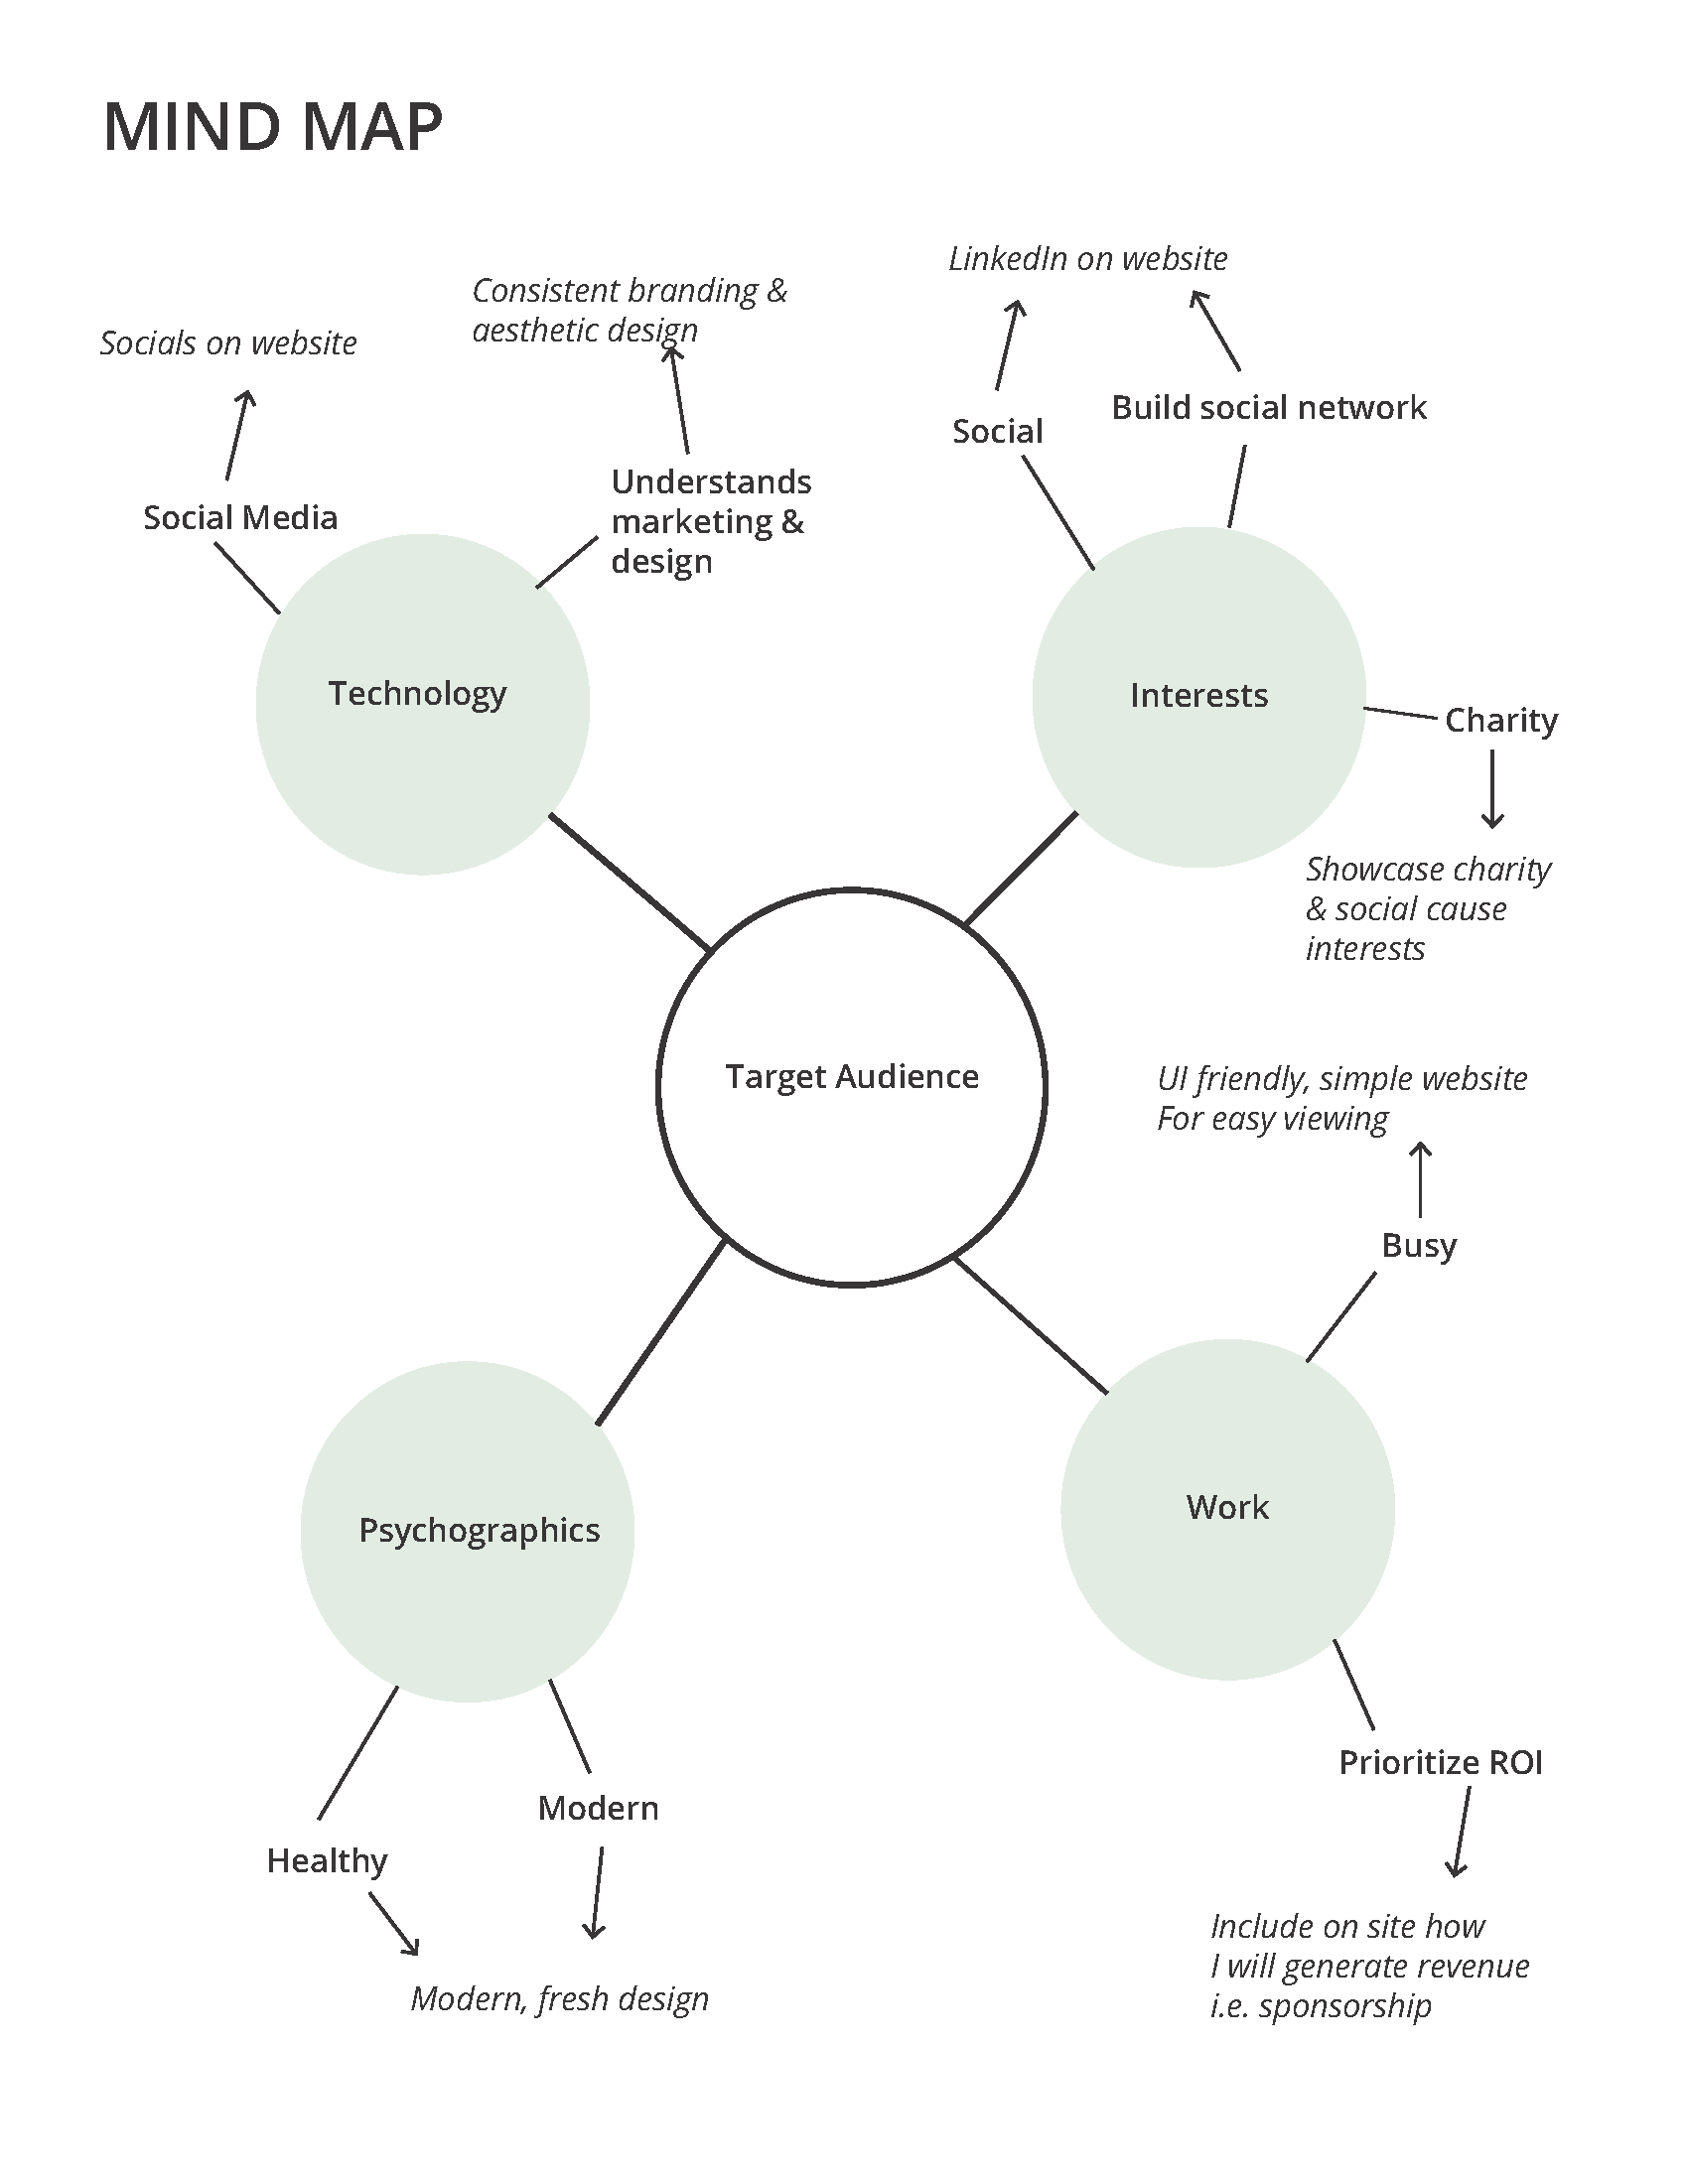 MIND MAP
Socials on website
Consistent branding &
aesthetic design
Social Media
Understands
marketing &
design
Technology
LinkedIn on website
Social
Build social network
Interests
Charity
Showcase charity
& social cause
interests
Target Audience
UI friendly, simple website
For easy viewing
Busy
Work
Prioritize ROI
Include on site how
I will generate revenue
i.e. sponsorship
Psychographics
Healthy
Modern
Modern, fresh design